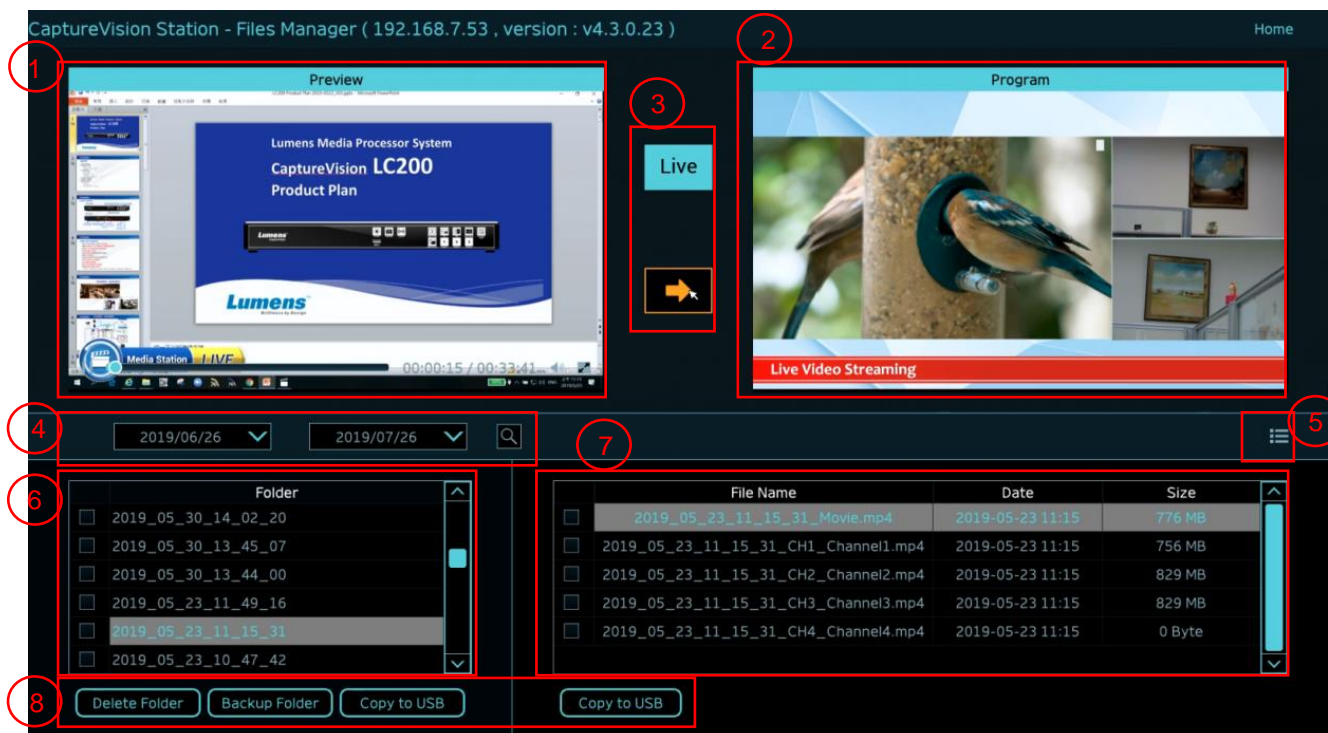 CaptureVision Station - Files Manager ( 192.168.7.53 , version : v4.3.0.23 )
Home
1
2
3
Preview
Program
Lumens Media Processor System
CaptureVision LC200
Product Plan
Lumens
Lumens
Media Station
LIVE
00:00:15 / 00:33:41
Live
Live Video Streaming
4
2019/06/26
2019/07/26
5
6
7
Folder
2019_05_30_14_02_20
2019_05_30_13_45_07
2019_05_30_13_44_00
2019_05_23_11_49_16
2019_05_23_11_15_31
2019_05_23_10_47_42
File Name Date Size
2019_05_23_11_15_31_Movie.mp4 2019-05-23 11:15 776 MB
2019_05_23_11_15_31_CH1_Channel1.mp4 2019-05-23 11:15 756 MB
2019_05_23_11_15_31_CH2_Channel2.mp4 2019-05-23 11:15 829 MB
2019_05_23_11_15_31_CH3_Channel3.mp4 2019-05-23 11:15 829 MB
2019_05_23_11_15_31_CH4_Channel4.mp4 2019-05-23 11:15 0 Byte
8
Delete Folder
Backup Folder
Copy to USB
Copy to USB